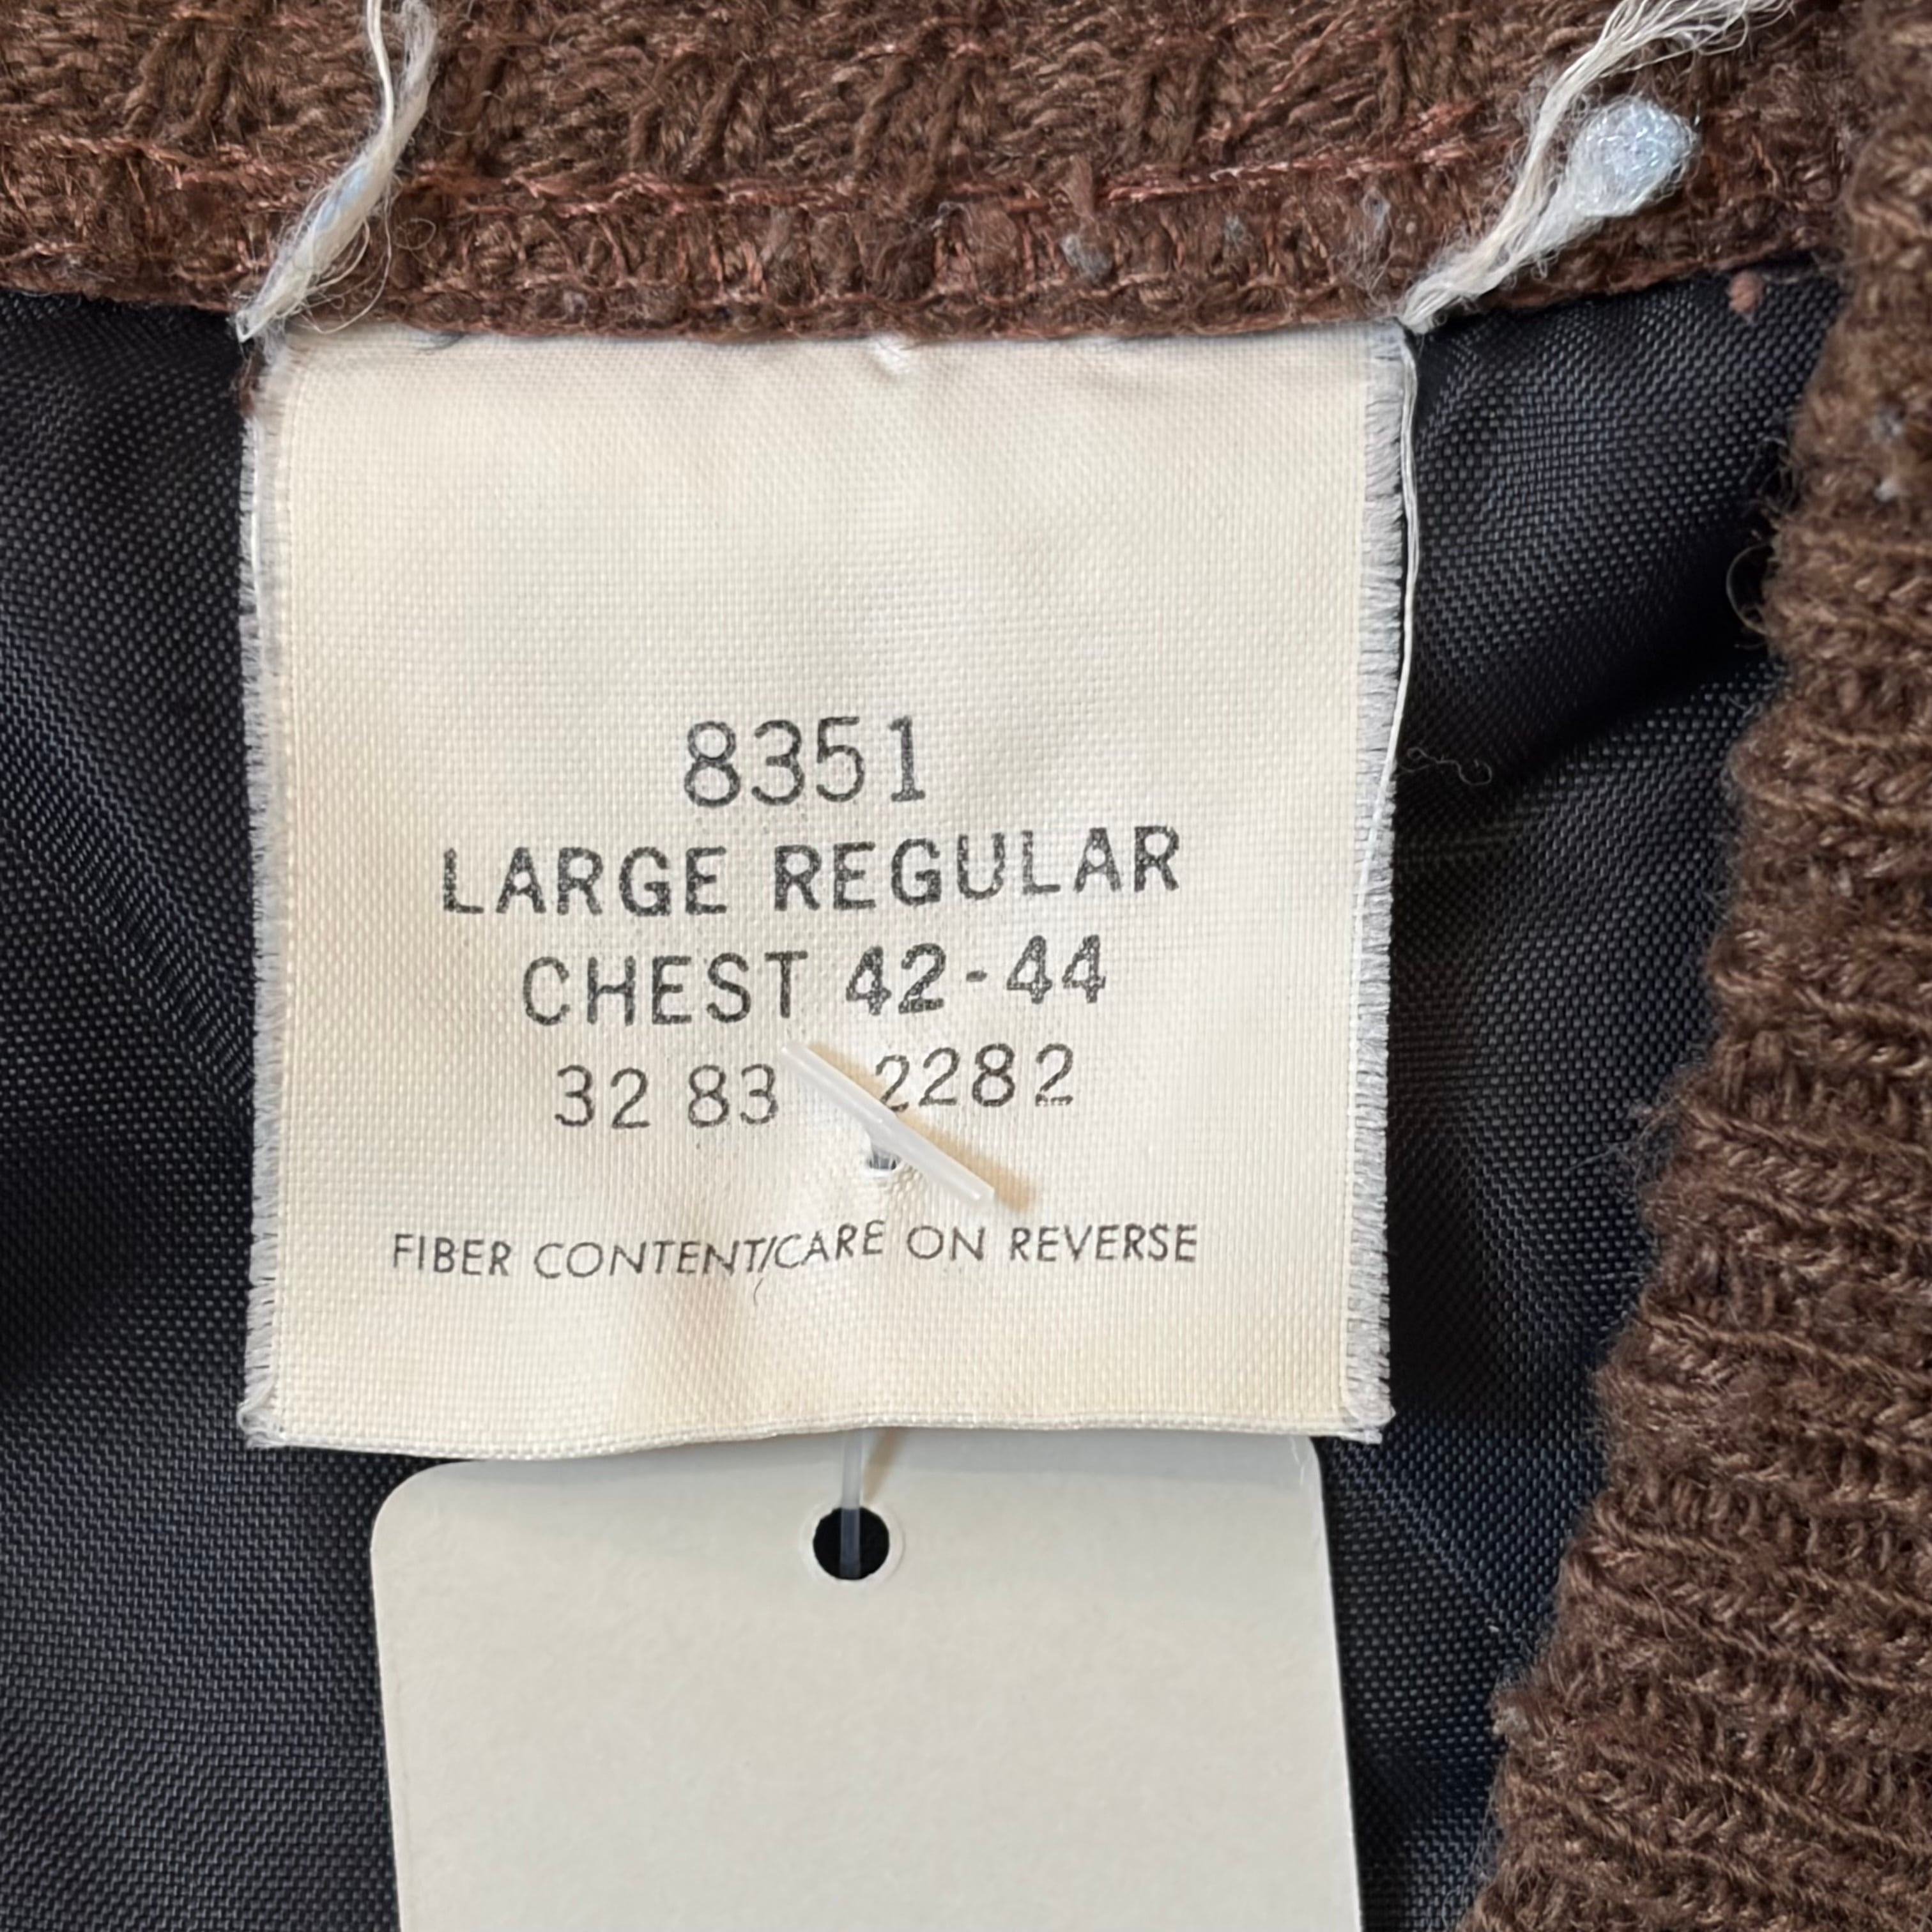 8351
LARGE REGULAR
CHEST 42-44
32 83 2282
FIBER CONTENT/CARE ON REVERSE